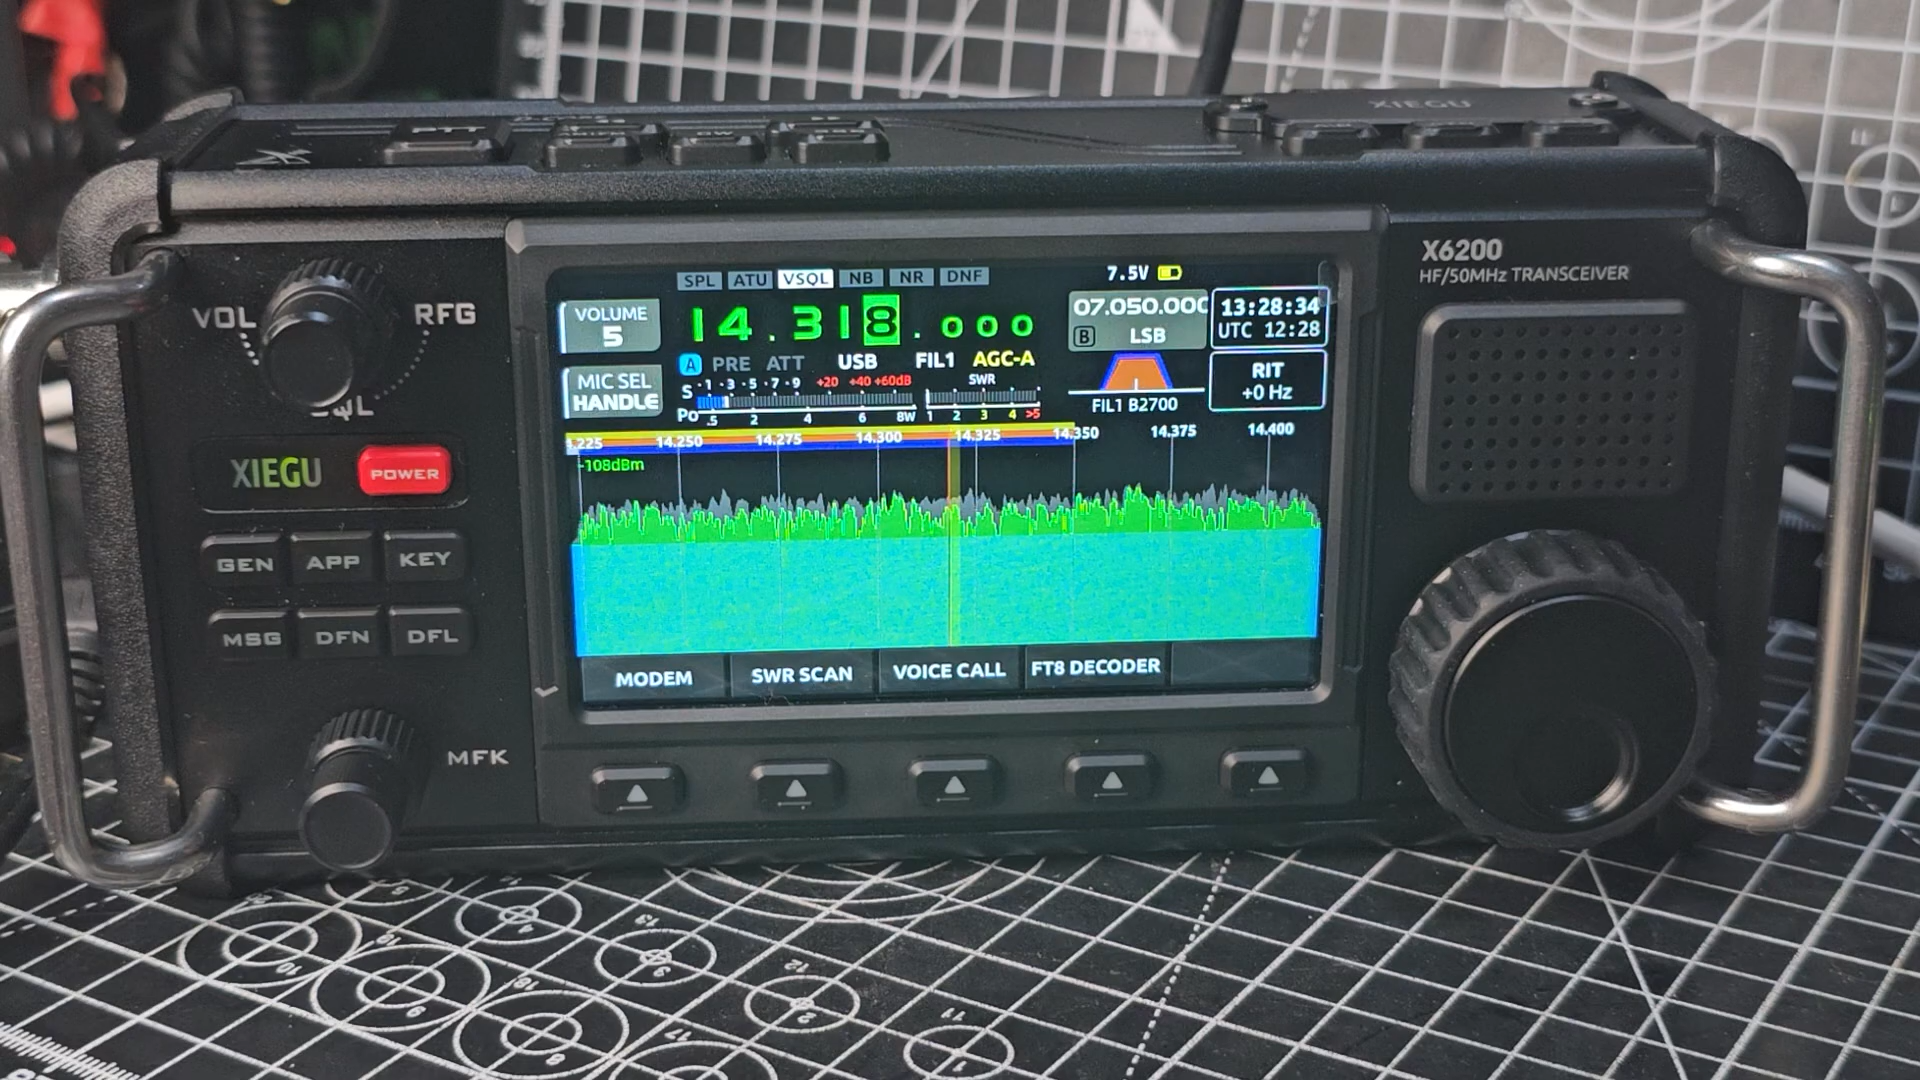 XIEGU
PTT
X6200
HF/50MHz TRANSCEIVER
VOL
RFG
SQL
XIEGU
POWER
GEN
APP
KEY
MSG
DFN
DFL
MFK
SPL ATU VSQL NB NR DNF
7.5V
VOLUME
5
14.318.000
07.050.000
B LSB
13:28:34
UTC 12:28
A PRE ATT USB FIL1 AGC-A
MIC SEL
HANDLE
S 1 3 5 7 9 +20 +40 +60dB
Po .5 2 4 6 8W
SWR
1 2 3 4 >5
FIL1 B2700
RIT
+0 Hz
14.250 14.275 14.300 14.325 14.350 14.375 14.400
-108dBm
MODEM
SWR SCAN
VOICE CALL
FT8 DECODER